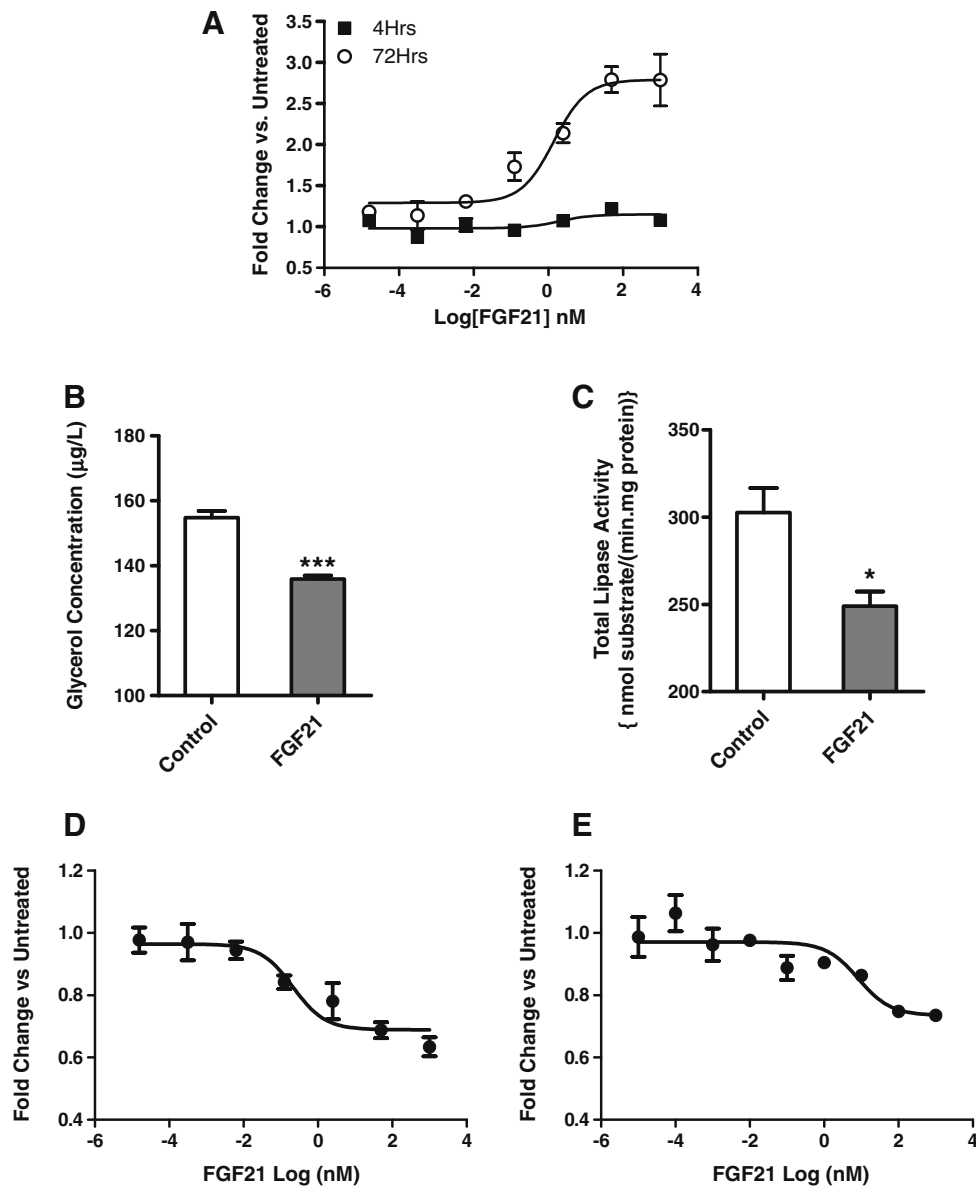 A
4Hrs
72Hrs
Fold Change vs. Untreated
3.5
3.0
2.5
2.0
1.5
1.0
0.5
-6 -4 -2 0 2 4
Log[FGF21] nM
B
Glycerol Concentration (µg/L)
180
160
140
120
100
***
Control
FGF21
C
Total Lipase Activity
{ nmol substrate/(min.mg protein)}
350
300
250
200
*
Control
FGF21
D
Fold Change vs Untreated
1.2
1.0
0.8
0.6
0.4
-6 -4 -2 0 2 4
FGF21 Log (nM)
E
Fold Change vs Untreated
1.2
1.0
0.8
0.6
0.4
-6 -4 -2 0 2 4
FGF21 Log (nM)